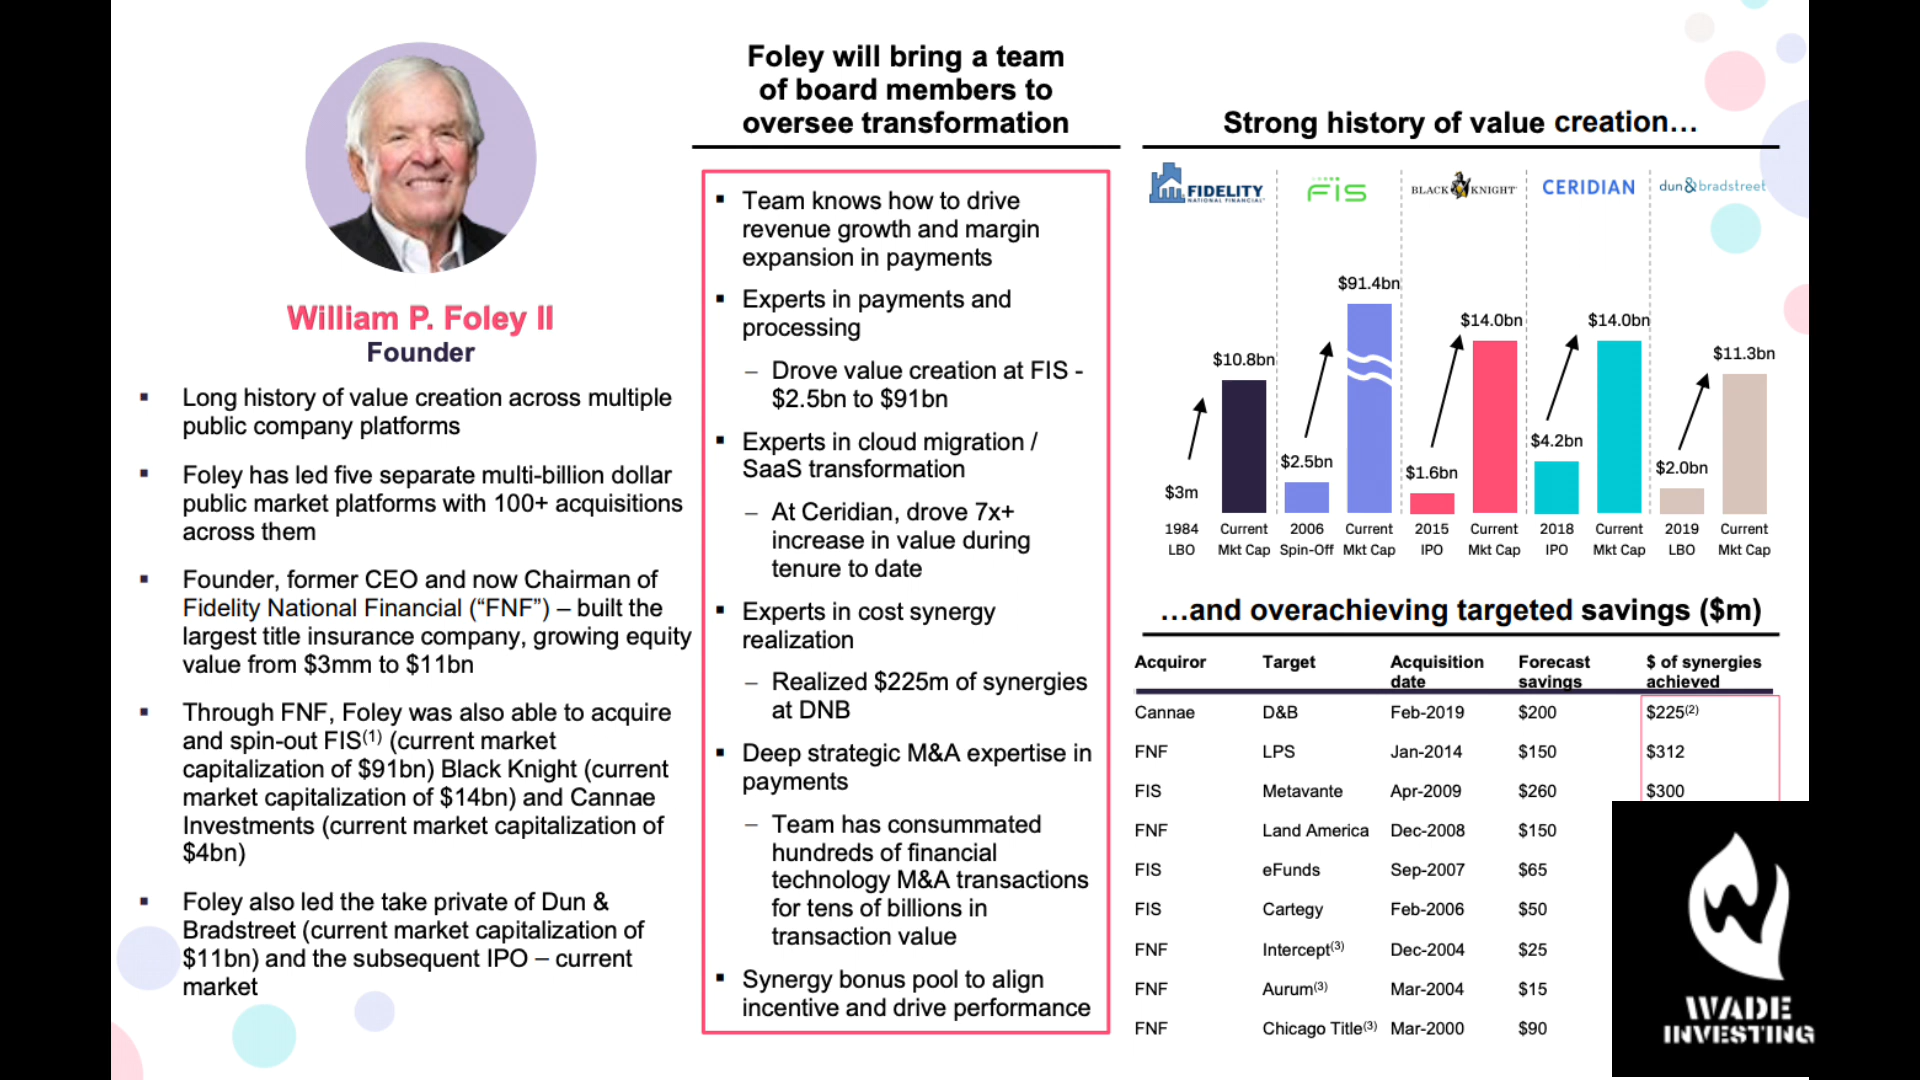 William P. Foley II
Founder
▪ Long history of value creation across multiple
public company platforms
▪ Foley has led five separate multi-billion dollar
public market platforms with 100+ acquisitions
across them
▪ Founder, former CEO and now Chairman of
Fidelity National Financial (“FNF”) – built the
largest title insurance company, growing equity
value from $3mm to $11bn
▪ Through FNF, Foley was also able to acquire
and spin-out FIS(1) (current market
capitalization of $91bn) Black Knight (current
market capitalization of $14bn) and Cannae
Investments (current market capitalization of
$4bn)
▪ Foley also led the take private of Dun &
Bradstreet (current market capitalization of
$11bn) and the subsequent IPO – current
market
Foley will bring a team
of board members to
oversee transformation
▪ Team knows how to drive
revenue growth and margin
expansion in payments
▪ Experts in payments and
processing
– Drove value creation at FIS -
$2.5bn to $91bn
▪ Experts in cloud migration /
SaaS transformation
– At Ceridian, drove 7x+
increase in value during
tenure to date
▪ Experts in cost synergy
realization
– Realized $225m of synergies
at DNB
▪ Deep strategic M&A expertise in
payments
– Team has consummated
hundreds of financial
technology M&A transactions
for tens of billions in
transaction value
▪ Synergy bonus pool to align
incentive and drive performance
Strong history of value creation…
FIDELITY
NATIONAL FINANCIAL
FIS
BLACK KNIGHT
CERIDIAN
dun & bradstreet
$3m $10.8bn
$2.5bn $91.4bn
$1.6bn $14.0bn
$4.2bn $14.0bn
$2.0bn $11.3bn
1984 Current 2006 Current 2015 Current 2018 Current 2019 Current
LBO Mkt Cap Spin-Off Mkt Cap IPO Mkt Cap IPO Mkt Cap LBO Mkt Cap
…and overachieving targeted savings ($m)
Acquiror Target Acquisition Forecast $ of synergies
date savings achieved
Cannae D&B Feb-2019 $200 $225(2)
FNF LPS Jan-2014 $150 $312
FIS Metavante Apr-2009 $260 $300
FNF Land America Dec-2008 $150
FIS eFunds Sep-2007 $65
FIS Cartegy Feb-2006 $50
FNF Intercept(3) Dec-2004 $25
FNF Aurum(3) Mar-2004 $15
FNF Chicago Title(3) Mar-2000 $90
WADE
INVESTING